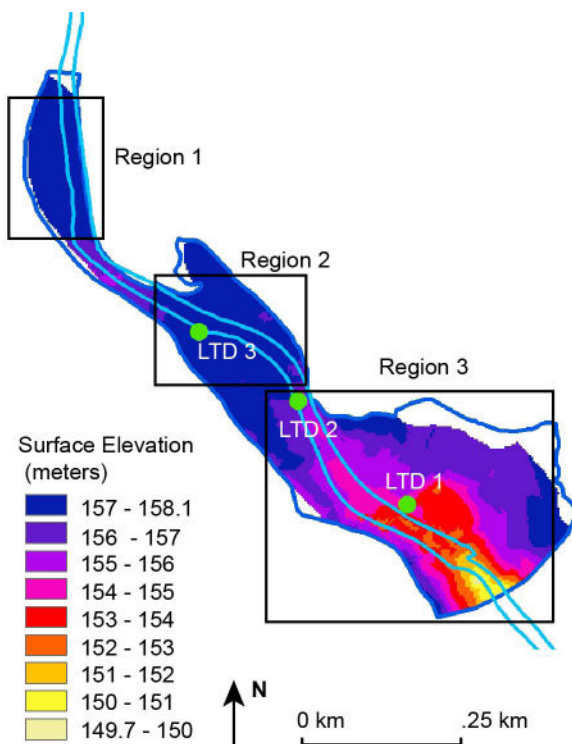 Region 1
Region 2
LTD 3
Region 3
LTD 2
LTD 1
Surface Elevation
(meters)
157 - 158.1
156 - 157
155 - 156
154 - 155
153 - 154
152 - 153
151 - 152
150 - 151
149.7 - 150
N
0 km .25 km